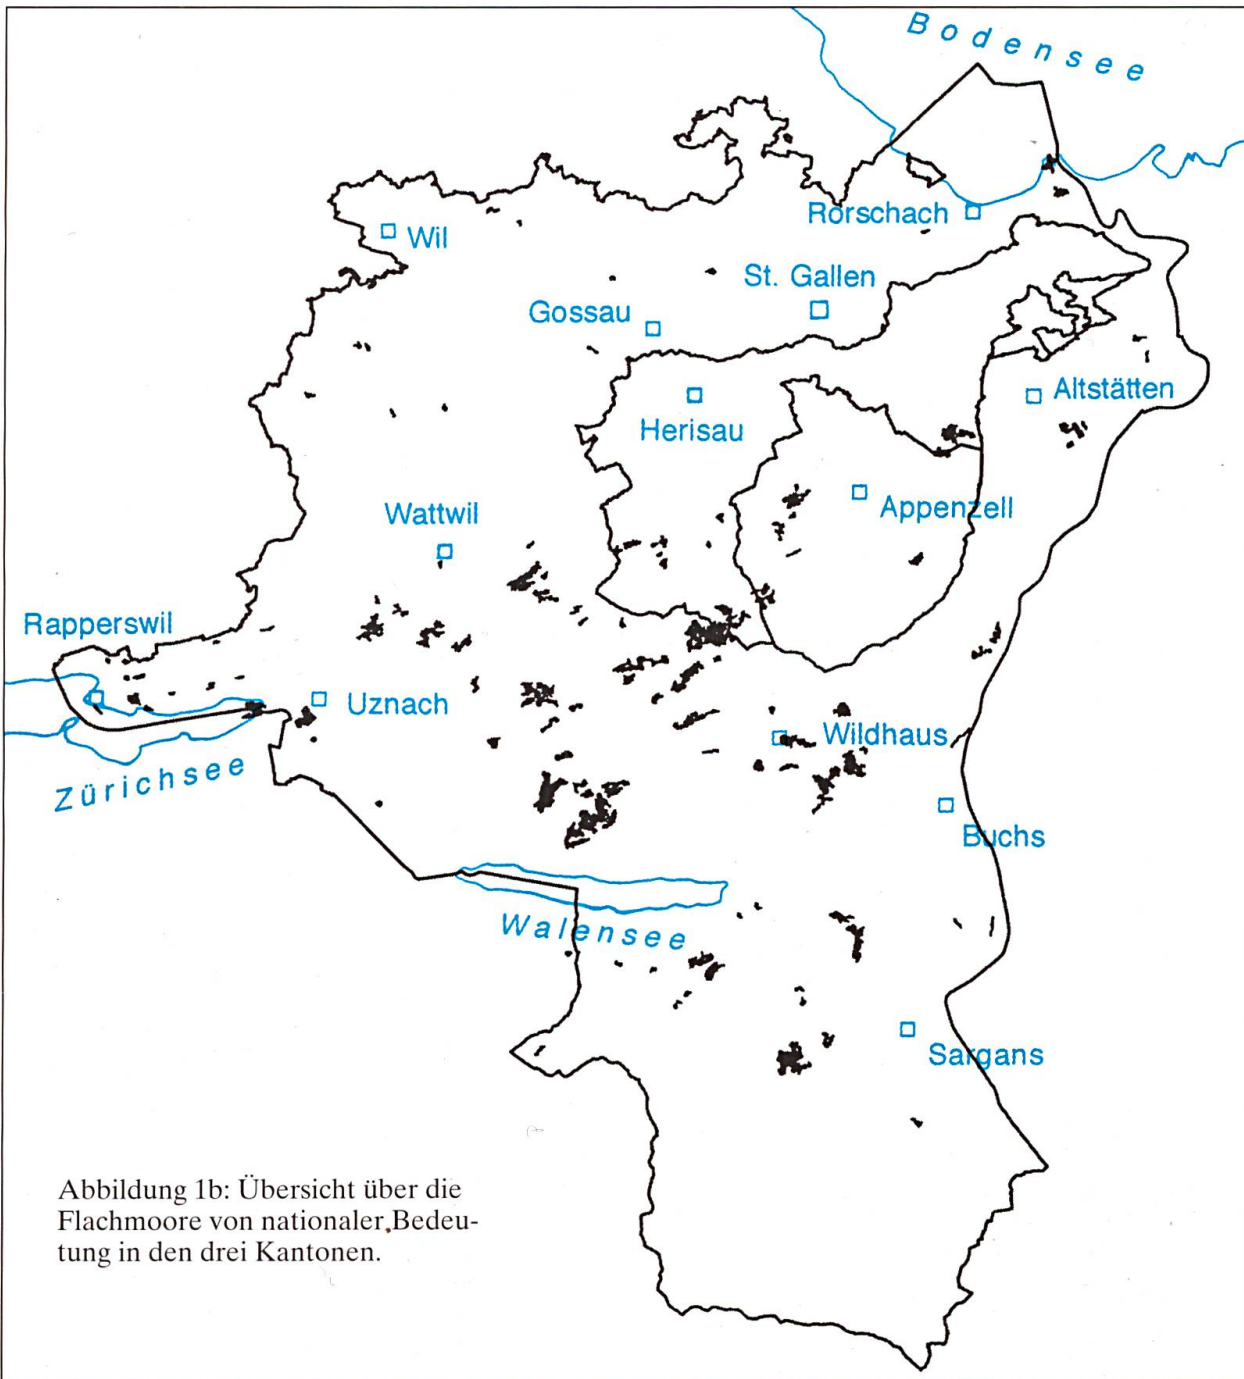 Bodensee
Rorschach
Wil
St. Gallen
Gossau
Altstätten
Herisau
Appenzell
Wattwil
Rapperswil
Uznach
Wildhaus
Zürichsee
Buchs
Walensee
Sargans
Abbildung 1b: Übersicht über die
Flachmoore von nationaler Bedeu-
tung in den drei Kantonen.